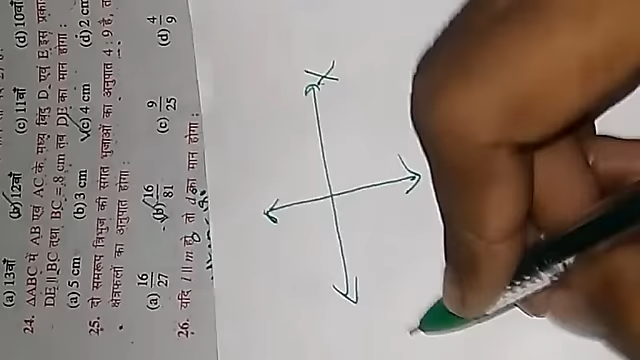 (a) 13वाँ (b) 12वाँ (c) 11वाँ (d) 10वाँ
24. ΔABC में AB एवं AC के मध्य बिंदु D एवं E इस प्रकार
DE || BC तथा BC = 8 cm तब DE का मान होगा :
(a) 5 cm (b) 3 cm (c) 4 cm (d) 2 cm
25. दो समरूप त्रिभुज की संगत भुजाओं का अनुपात 4 : 9 है, त
क्षेत्रफलों का अनुपात होगा :
(a) 16/27 (b) 16/81 (c) 9/25 (d) 4/9
26. यदि l || m हो तो d का मान होगा :
X